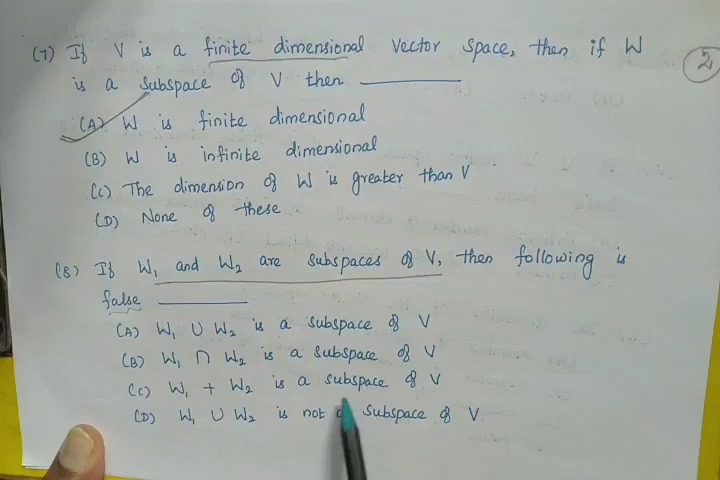 (7) If V is a finite dimensional vector space, then if W
is a subspace of V then
(A) W is finite dimensional
(B) W is infinite dimensional
(C) The dimension of W is greater than V
(D) None of these
2
(8) If W₁ and W₂ are subspaces of V, then following is
false
(A) W₁ ∪ W₂ is a subspace of V
(B) W₁ ∩ W₂ is a subspace of V
(C) W₁ + W₂ is a subspace of V
(D) W₁ ∪ W₂ is not a subspace of V